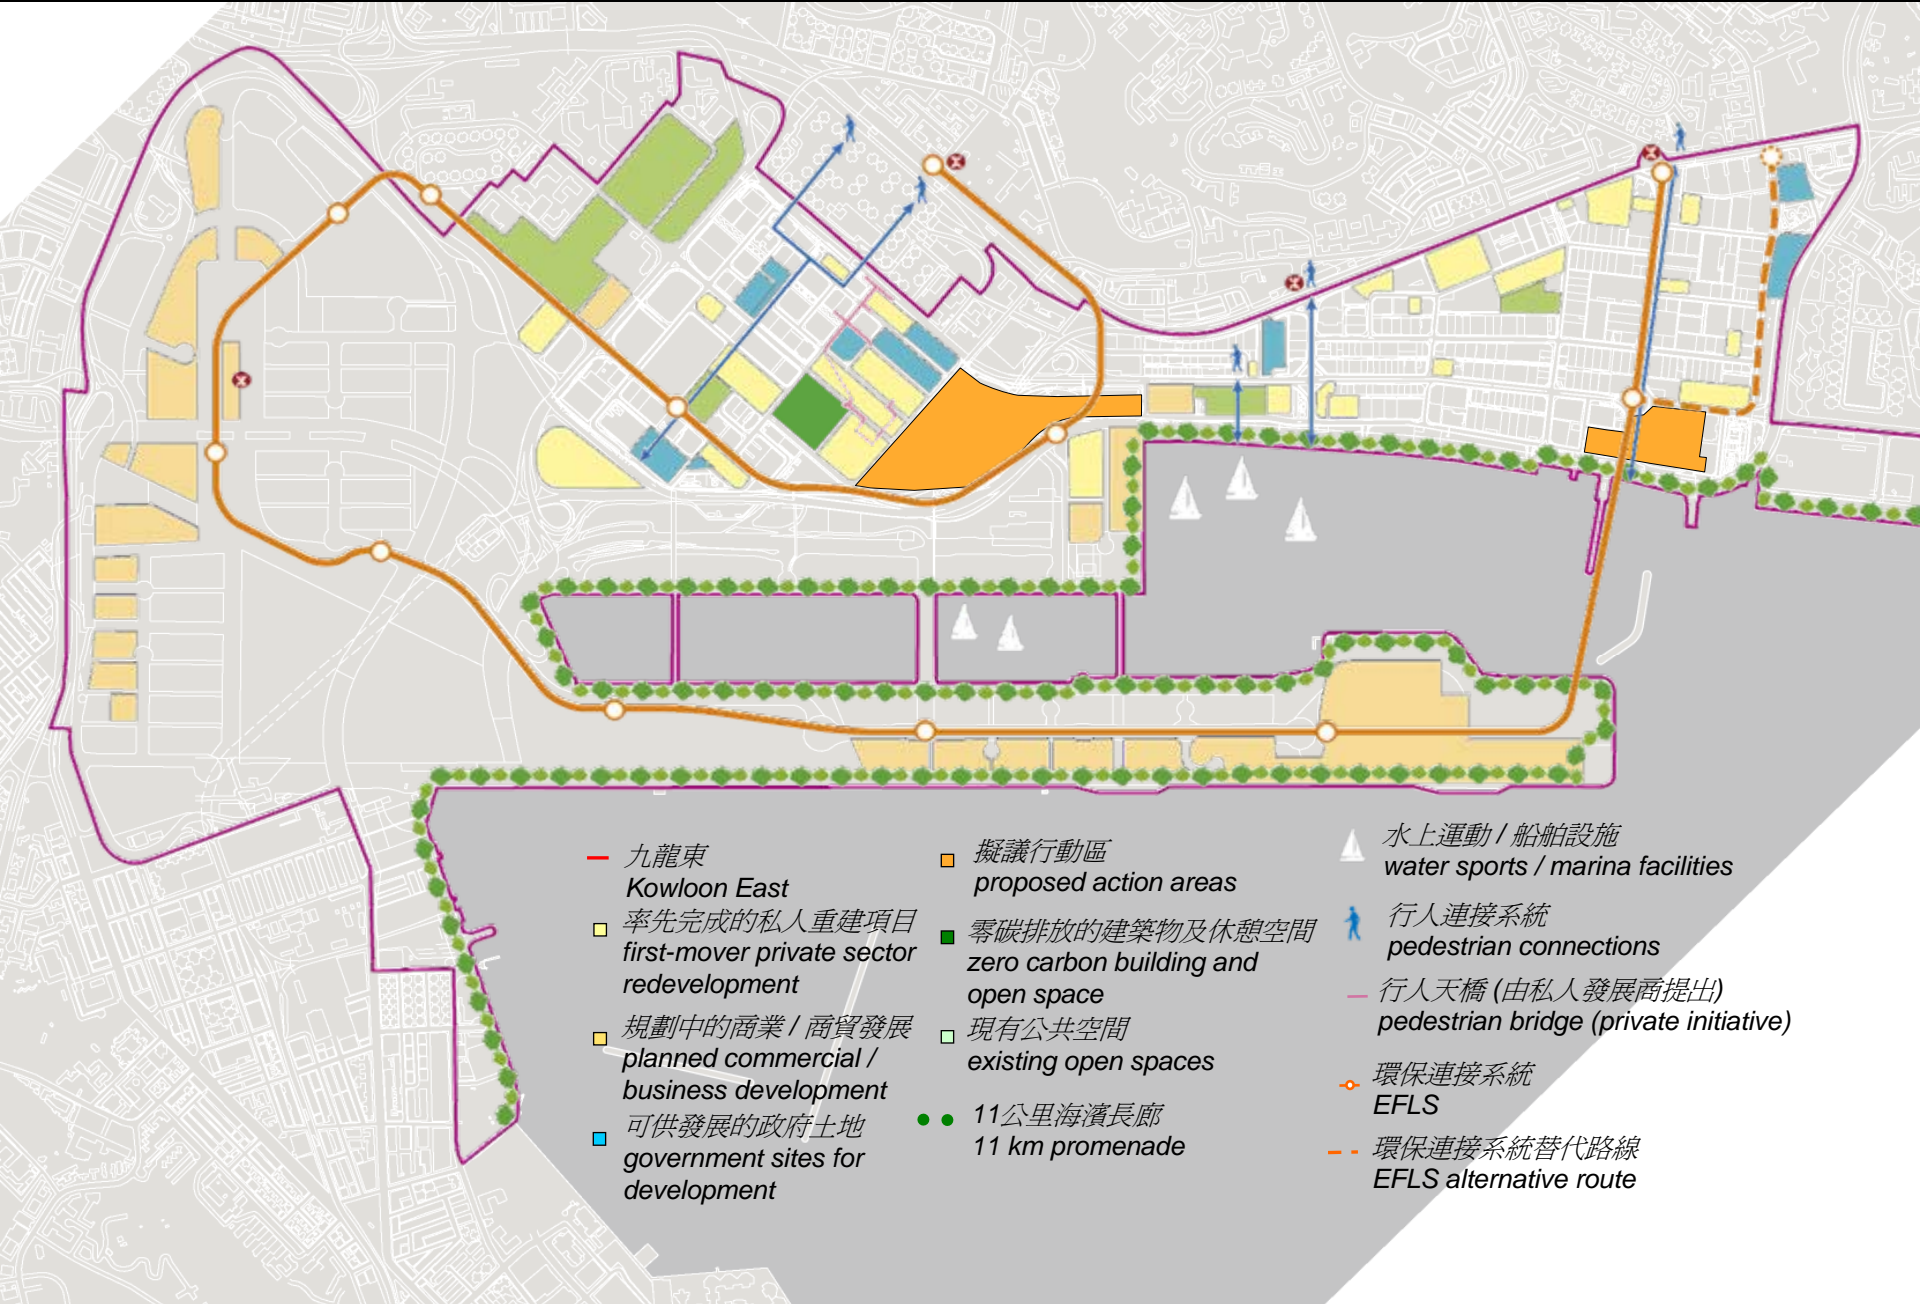 九龍東
Kowloon East
率先完成的私人重建項目
first-mover private sector
redevelopment
規劃中的商業 / 商貿發展
planned commercial /
business development
可供發展的政府土地
government sites for
development
擬議行動區
proposed action areas
零碳排放的建築物及休憩空間
zero carbon building and
open space
現有公共空間
existing open spaces
11公里海濱長廊
11 km promenade
水上運動 / 船舶設施
water sports / marina facilities
行人連接系統
pedestrian connections
行人天橋 (由私人發展商提出)
pedestrian bridge (private initiative)
環保連接系統
EFLS
環保連接系統替代路線
EFLS alternative route